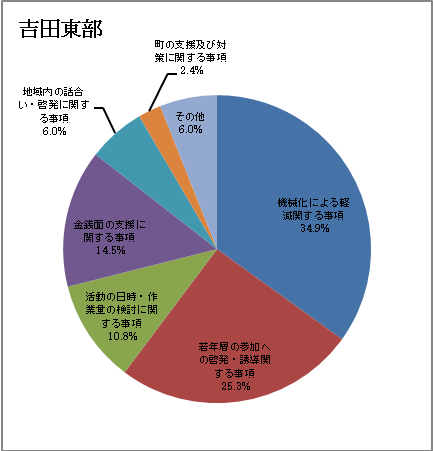 吉田東部
町の支援及び対
策に関する事項
2.4%
地域内の話合
い・啓発に関す
る事項
6.0%
その他
6.0%
機械化による軽
減関する事項
34.9%
金銭面の支援に
関する事項
14.5%
活動の日時・作
業量の検討に関
する事項
10.8%
若年層の参加へ
の啓発・誘導関
する事項
25.3%